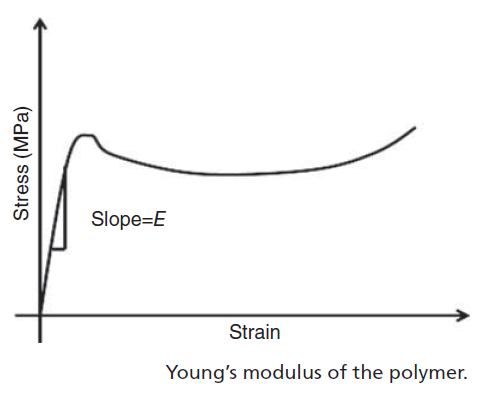 Stress (MPa)
Slope=E
Strain
Young's modulus of the polymer.